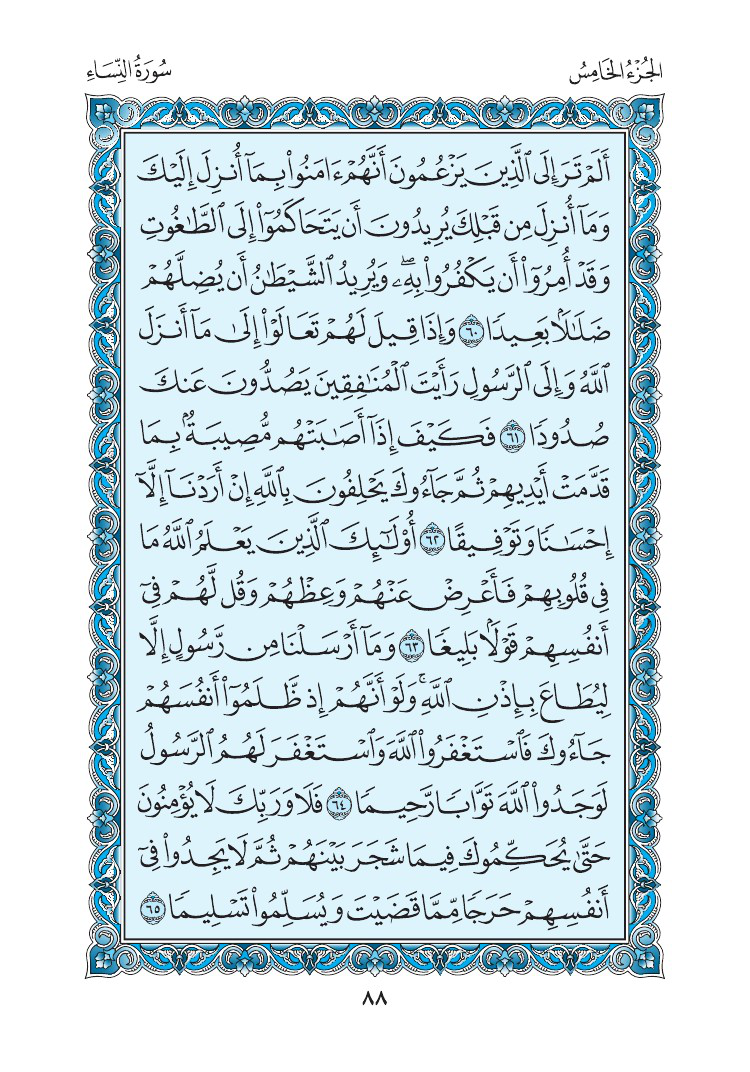 الجُزْءُ الخَامِسُ
سُورَةُ النِّسَاءِ
أَلَمْ تَرَ إِلَى ٱلَّذِينَ يَزْعُمُونَ أَنَّهُمْ ءَامَنُوا۟ بِمَآ أُنزِلَ إِلَيْكَ
وَمَآ أُنزِلَ مِن قَبْلِكَ يُرِيدُونَ أَن يَتَحَاكَمُوٓا۟ إِلَى ٱلطَّـٰغُوتِ
وَقَدْ أُمِرُوٓا۟ أَن يَكْفُرُوا۟ بِهِۦۖ وَيُرِيدُ ٱلشَّيْطَـٰنُ أَن يُضِلَّهُمْ
ضَلَـٰلًۢا بَعِيدًا ٦٠ وَإِذَا قِيلَ لَهُمْ تَعَالَوْا۟ إِلَىٰ مَآ أَنزَلَ
ٱللَّهُ وَإِلَى ٱلرَّسُولِ رَأَيْتَ ٱلْمُنَـٰفِقِينَ يَصُدُّونَ عَنكَ
صُدُودًا ٦١ فَكَيْفَ إِذَآ أَصَـٰبَتْهُم مُّصِيبَةٌۢ بِمَا
قَدَّمَتْ أَيْدِيهِمْ ثُمَّ جَآءُوكَ يَحْلِفُونَ بِٱللَّهِ إِنْ أَرَدْنَآ إِلَّآ
إِحْسَـٰنًا وَتَوْفِيقًا ٦٢ أُو۟لَـٰٓئِكَ ٱلَّذِينَ يَعْلَمُ ٱللَّهُ مَا
فِى قُلُوبِهِمْ فَأَعْرِضْ عَنْهُمْ وَعِظْهُمْ وَقُل لَّهُمْ فِىٓ
أَنفُسِهِمْ قَوْلًۢا بَلِيغًا ٦٣ وَمَآ أَرْسَلْنَا مِن رَّسُولٍ إِلَّا
لِيُطَاعَ بِإِذْنِ ٱللَّهِۚ وَلَوْ أَنَّهُمْ إِذ ظَّلَمُوٓا۟ أَنفُسَهُمْ
جَآءُوكَ فَٱسْتَغْفَرُوا۟ ٱللَّهَ وَٱسْتَغْفَرَ لَهُمُ ٱلرَّسُولُ
لَوَجَدُوا۟ ٱللَّهَ تَوَّابًا رَّحِيمًا ٦٤ فَلَا وَرَبِّكَ لَا يُؤْمِنُونَ
حَتَّىٰ يُحَكِّمُوكَ فِيمَا شَجَرَ بَيْنَهُمْ ثُمَّ لَا يَجِدُوا۟ فِىٓ
أَنفُسِهِمْ حَرَجًا مِّمَّا قَضَيْتَ وَيُسَلِّمُوا۟ تَسْلِيمًا ٦٥
٨٨